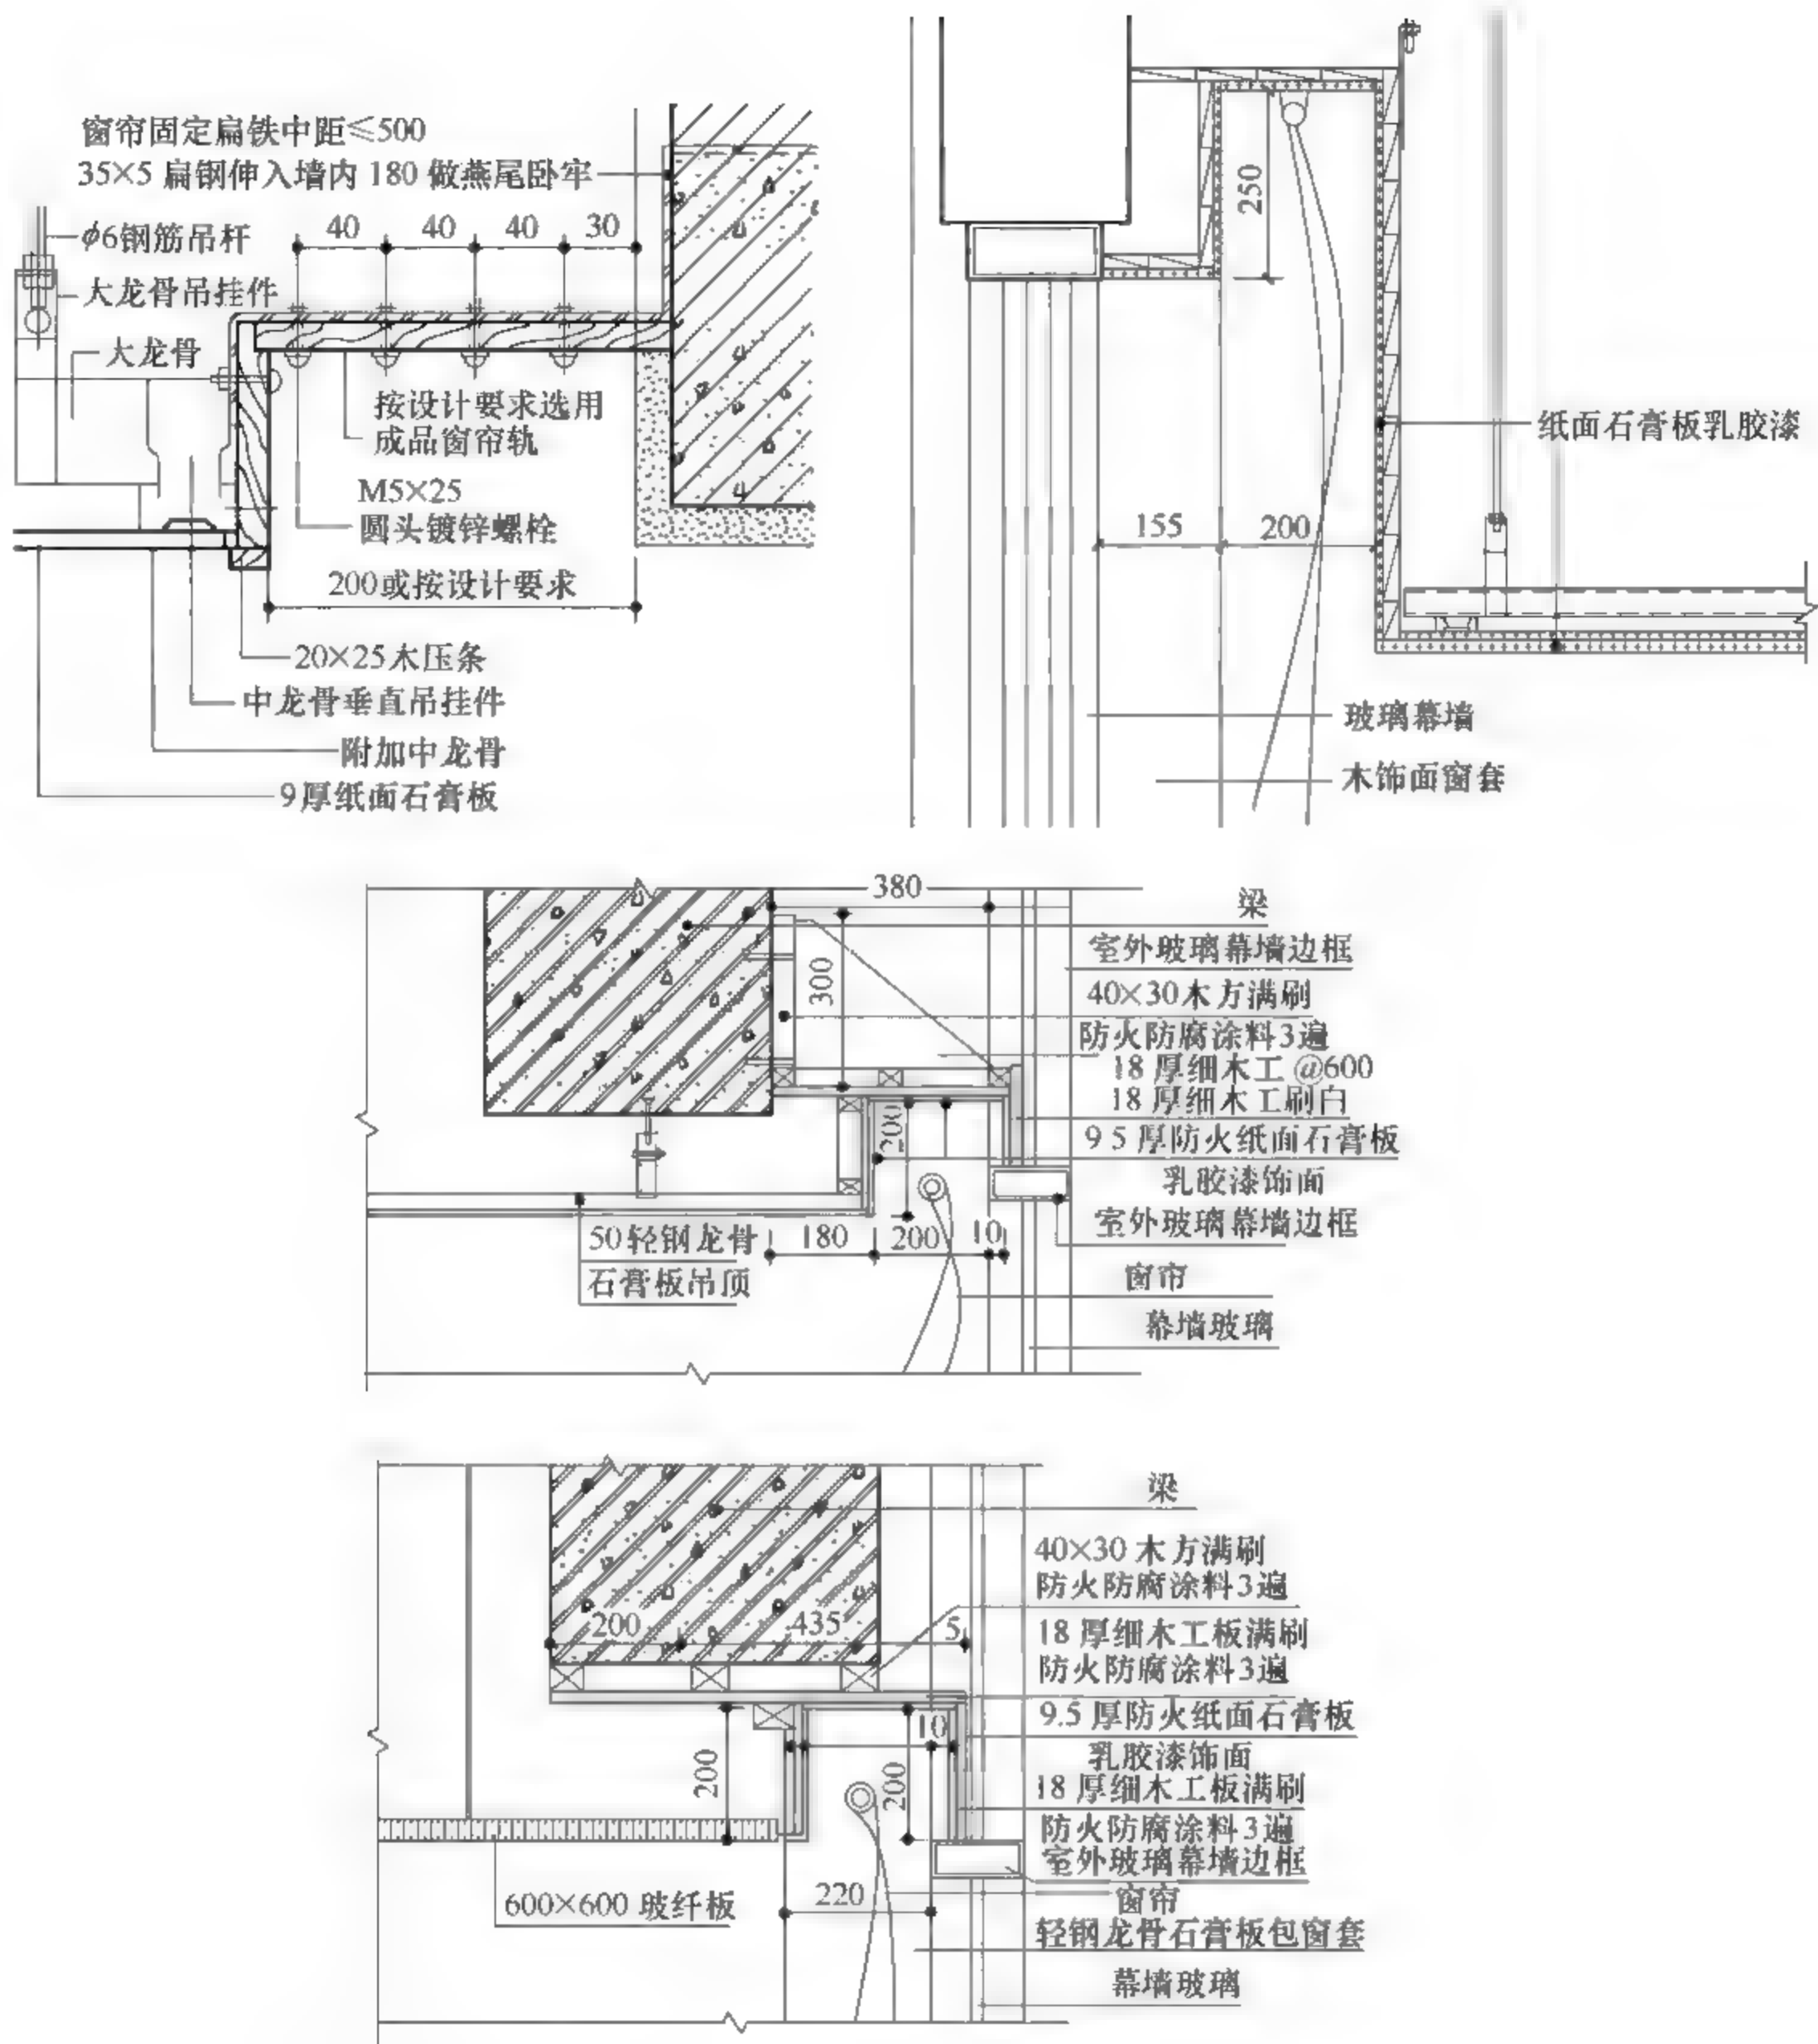 窗帘固定扁铁中距≤500
35×5 扁钢伸入墙内 180 做燕尾卧牢
φ6钢筋吊杆
40 40 40 30
大龙骨吊挂件
大龙骨
按设计要求选用
成品窗帘轨
M5×25
圆头镀锌螺栓
200或按设计要求
20×25木压条
中龙骨垂直吊挂件
附加中龙骨
9厚纸面石膏板
250
纸面石膏板乳胶漆
155 200
玻璃幕墙
木饰面窗套
380
梁
室外玻璃幕墙边框
300
40×30木方满刷
防火防腐涂料3遍
18 厚细木工 @600
18 厚细木工刷白
200
9 5 厚防火纸面石膏板
乳胶漆饰面
室外玻璃幕墙边框
50轻钢龙骨
180 200 10
石膏板吊顶
窗帘
幕墙玻璃
梁
40×30 木方满刷
防火防腐涂料3遍
200 435 5
18 厚细木工板满刷
防火防腐涂料3遍
9.5 厚防火纸面石膏板
10
乳胶漆饰面
200 200
18 厚细木工板满刷
防火防腐涂料3遍
室外玻璃幕墙边框
600×600 玻纤板
220
窗帘
轻钢龙骨石膏板包窗套
幕墙玻璃